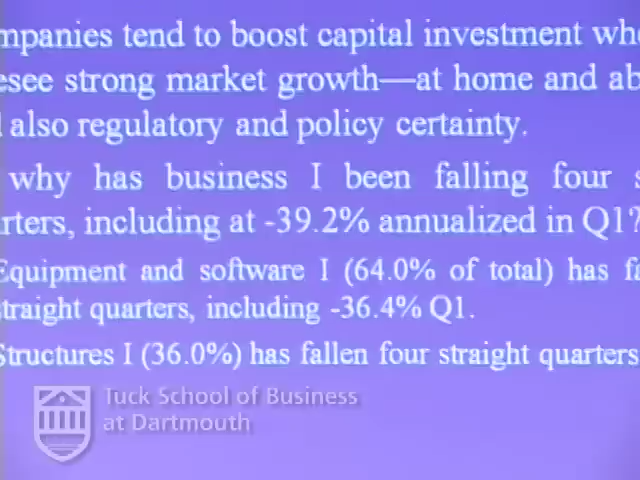 mpanies tend to boost capital investment whe
esee strong market growth—at home and ab
also regulatory and policy certainty.
why has business I been falling four s
rters, including at -39.2% annualized in Q1?
Equipment and software I (64.0% of total) has fa
straight quarters, including -36.4% Q1.
Structures I (36.0%) has fallen four straight quarters
Tuck School of Business
at Dartmouth